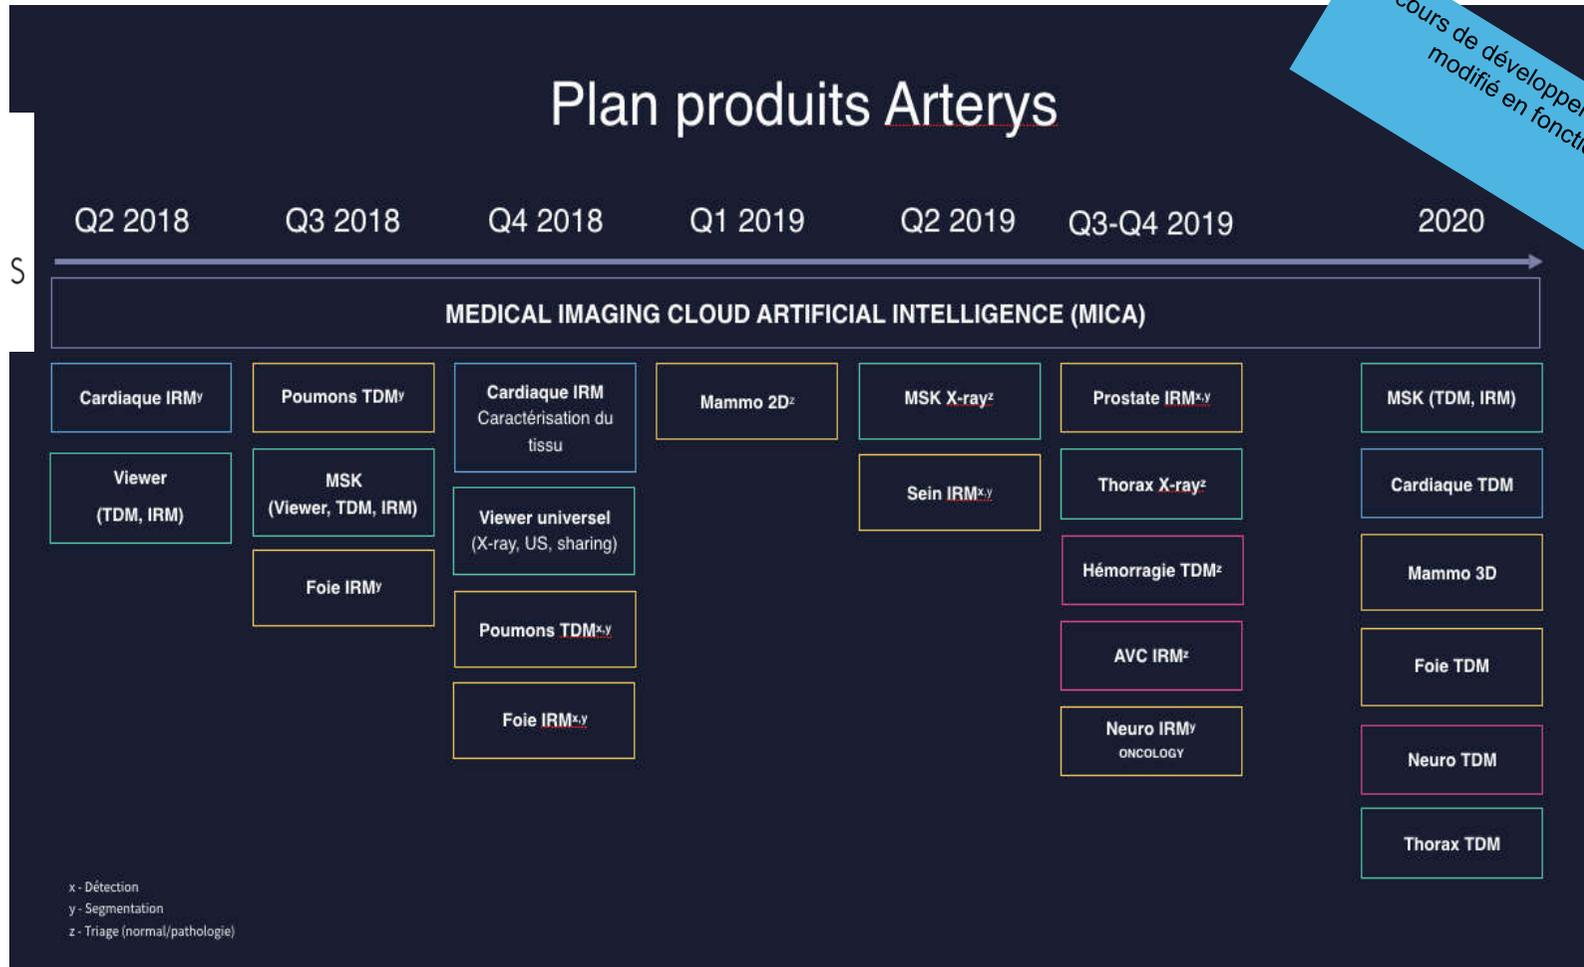 cours de développe
modifié en foncti
Plan produits Arterys
Q2 2018 Q3 2018 Q4 2018 Q1 2019 Q2 2019 Q3-Q4 2019 2020
S
MEDICAL IMAGING CLOUD ARTIFICIAL INTELLIGENCE (MICA)
Cardiaque IRMʸ
Viewer
(TDM, IRM)
Poumons TDMʸ
MSK
(Viewer, TDM, IRM)
Foie IRMʸ
Cardiaque IRM
Caractérisation du
tissu
Viewer universel
(X-ray, US, sharing)
Poumons TDMˣ,ʸ
Foie IRMˣ,ʸ
Mammo 2Dᶻ
MSK X-rayᶻ
Sein IRMˣ,ʸ
Prostate IRMˣ,ʸ
Thorax X-rayᶻ
Hémorragie TDMᶻ
AVC IRMᶻ
Neuro IRMʸ
ONCOLOGY
MSK (TDM, IRM)
Cardiaque TDM
Mammo 3D
Foie TDM
Neuro TDM
Thorax TDM
x - Détection
y - Segmentation
z - Triage (normal/pathologie)